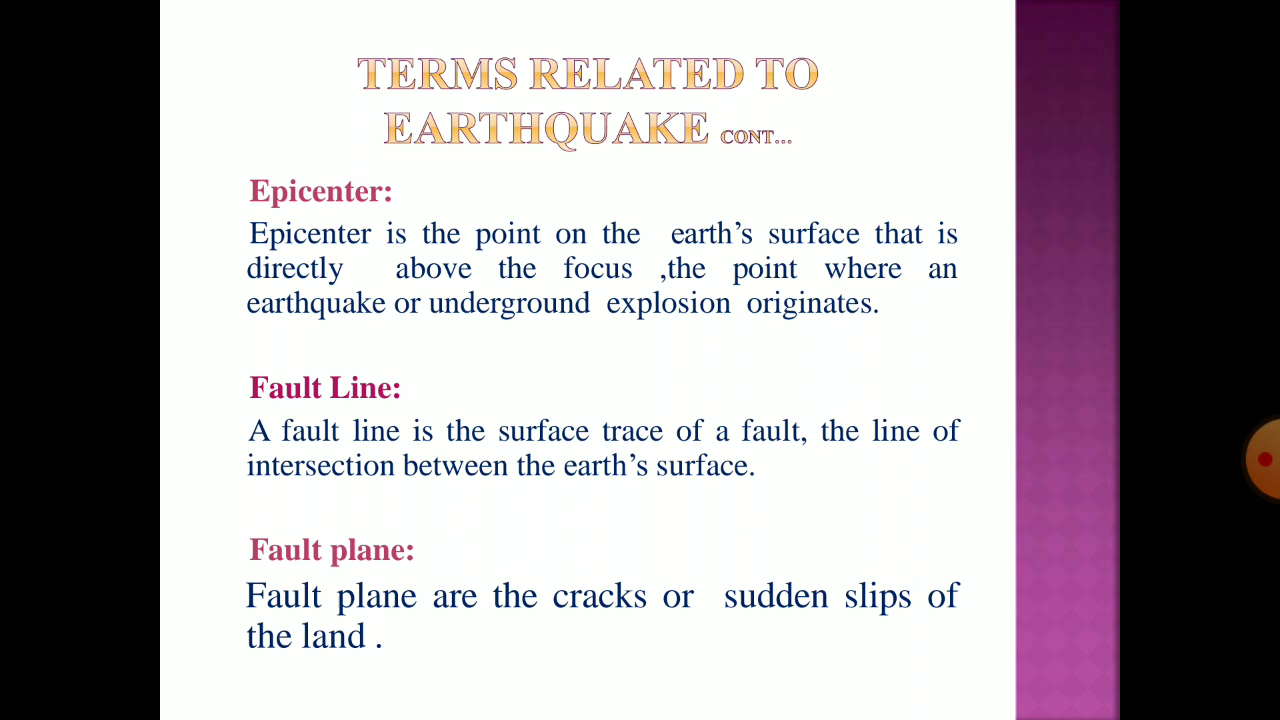 TERMS RELATED TO
EARTHQUAKE CONT...
Epicenter:
Epicenter is the point on the earth’s surface that is
directly above the focus ,the point where an
earthquake or underground explosion originates.
Fault Line:
A fault line is the surface trace of a fault, the line of
intersection between the earth’s surface.
Fault plane:
Fault plane are the cracks or sudden slips of
the land .